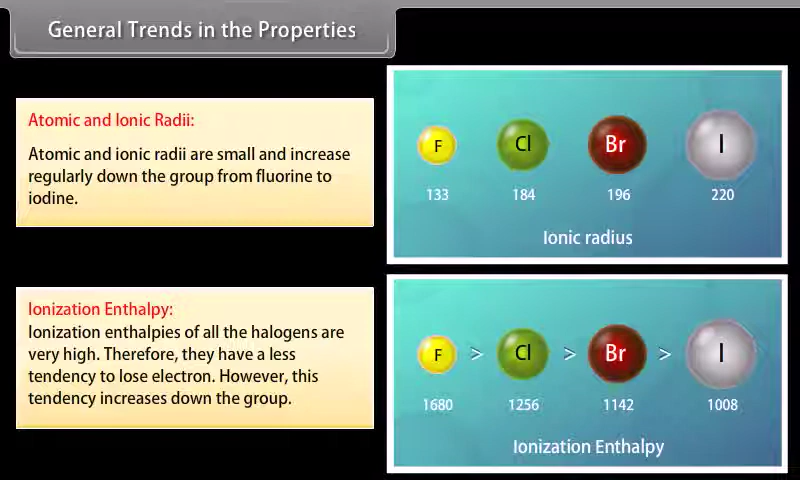 General Trends in the Properties
Atomic and Ionic Radii:
Atomic and ionic radii are small and increase
regularly down the group from fluorine to
iodine.
F Cl Br I
133 184 196 220
Ionic radius
Ionization Enthalpy:
Ionization enthalpies of all the halogens are
very high. Therefore, they have a less
tendency to lose electron. However, this
tendency increases down the group.
F > Cl > Br > I
1680 1256 1142 1008
Ionization Enthalpy